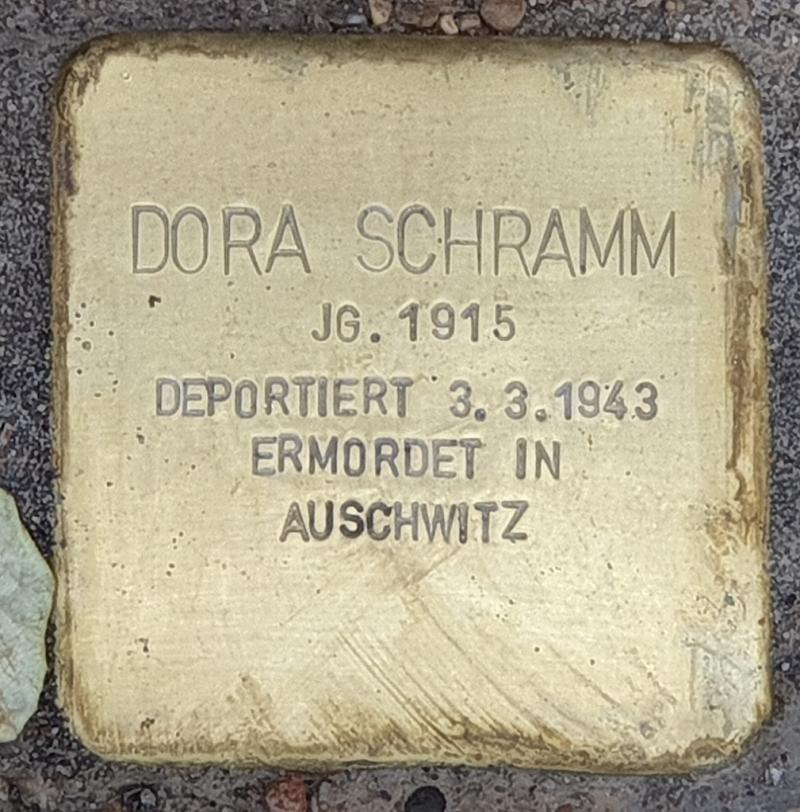 DORA SCHRAMM
JG. 1915
DEPORTIERT 3.3.1943
ERMORDET IN
AUSCHWITZ